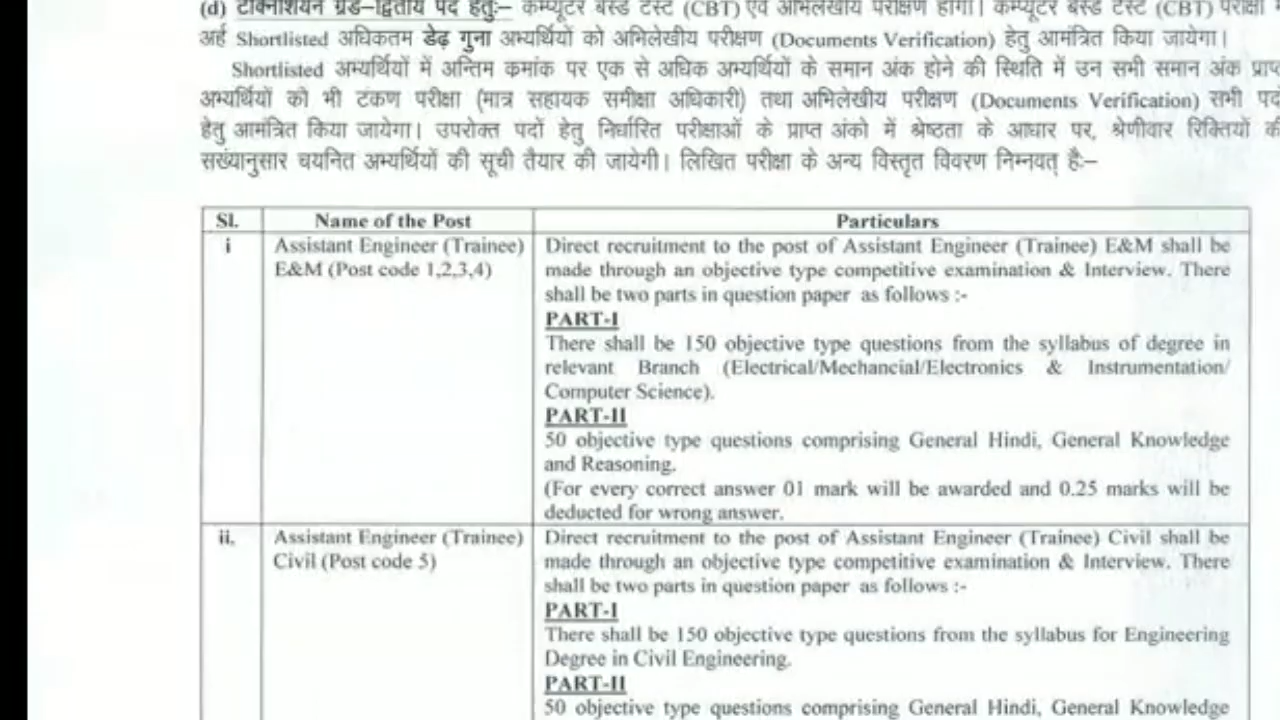 (d) टेक्निशियन ग्रेड–द्वितीय पद हेतुः– कम्प्यूटर बेस्ड टेस्ट (CBT) एवं अभिलेखीय परीक्षण होगा। कम्प्यूटर बेस्ड टेस्ट (CBT) परीक्षा में
अर्ह Shortlisted अधिकतम डेढ़ गुना अभ्यर्थियों को अभिलेखीय परीक्षण (Documents Verification) हेतु आमंत्रित किया जायेगा।
Shortlisted अभ्यर्थियों में अन्तिम कमांक पर एक से अधिक अभ्यर्थियों के समान अंक होने की स्थिति में उन सभी समान अंक प्राप्त
अभ्यर्थियों को भी टंकण परीक्षा (मात्र सहायक समीक्षा अधिकारी) तथा अभिलेखीय परीक्षण (Documents Verification) सभी पदों
हेतु आमंत्रित किया जायेगा। उपरोक्त पदों हेतु निर्धारित परीक्षाओं के प्राप्त अंको में श्रेष्ठता के आधार पर, श्रेणीवार रिक्तियों की
सख्यानुसार चयनित अभ्यर्थियों की सूची तैयार की जायेगी। लिखित परीक्षा के अन्य विस्तृत विवरण निम्नवत् है:–
Sl. Name of the Post Particulars
i Assistant Engineer (Trainee) Direct recruitment to the post of Assistant Engineer (Trainee) E&M shall be
E&M (Post code 1,2,3,4) made through an objective type competitive examination & Interview. There
shall be two parts in question paper as follows :-
PART-I
There shall be 150 objective type questions from the syllabus of degree in
relevant Branch (Electrical/Mechancial/Electronics & Instrumentation/
Computer Science).
PART-II
50 objective type questions comprising General Hindi, General Knowledge
and Reasoning.
(For every correct answer 01 mark will be awarded and 0.25 marks will be
deducted for wrong answer.
ii. Assistant Engineer (Trainee) Direct recruitment to the post of Assistant Engineer (Trainee) Civil shall be
Civil (Post code 5) made through an objective type competitive examination & Interview. There
shall be two parts in question paper as follows :-
PART-I
There shall be 150 objective type questions from the syllabus for Engineering
Degree in Civil Engineering.
PART-II
50 objective type questions comprising General Hindi, General Knowledge